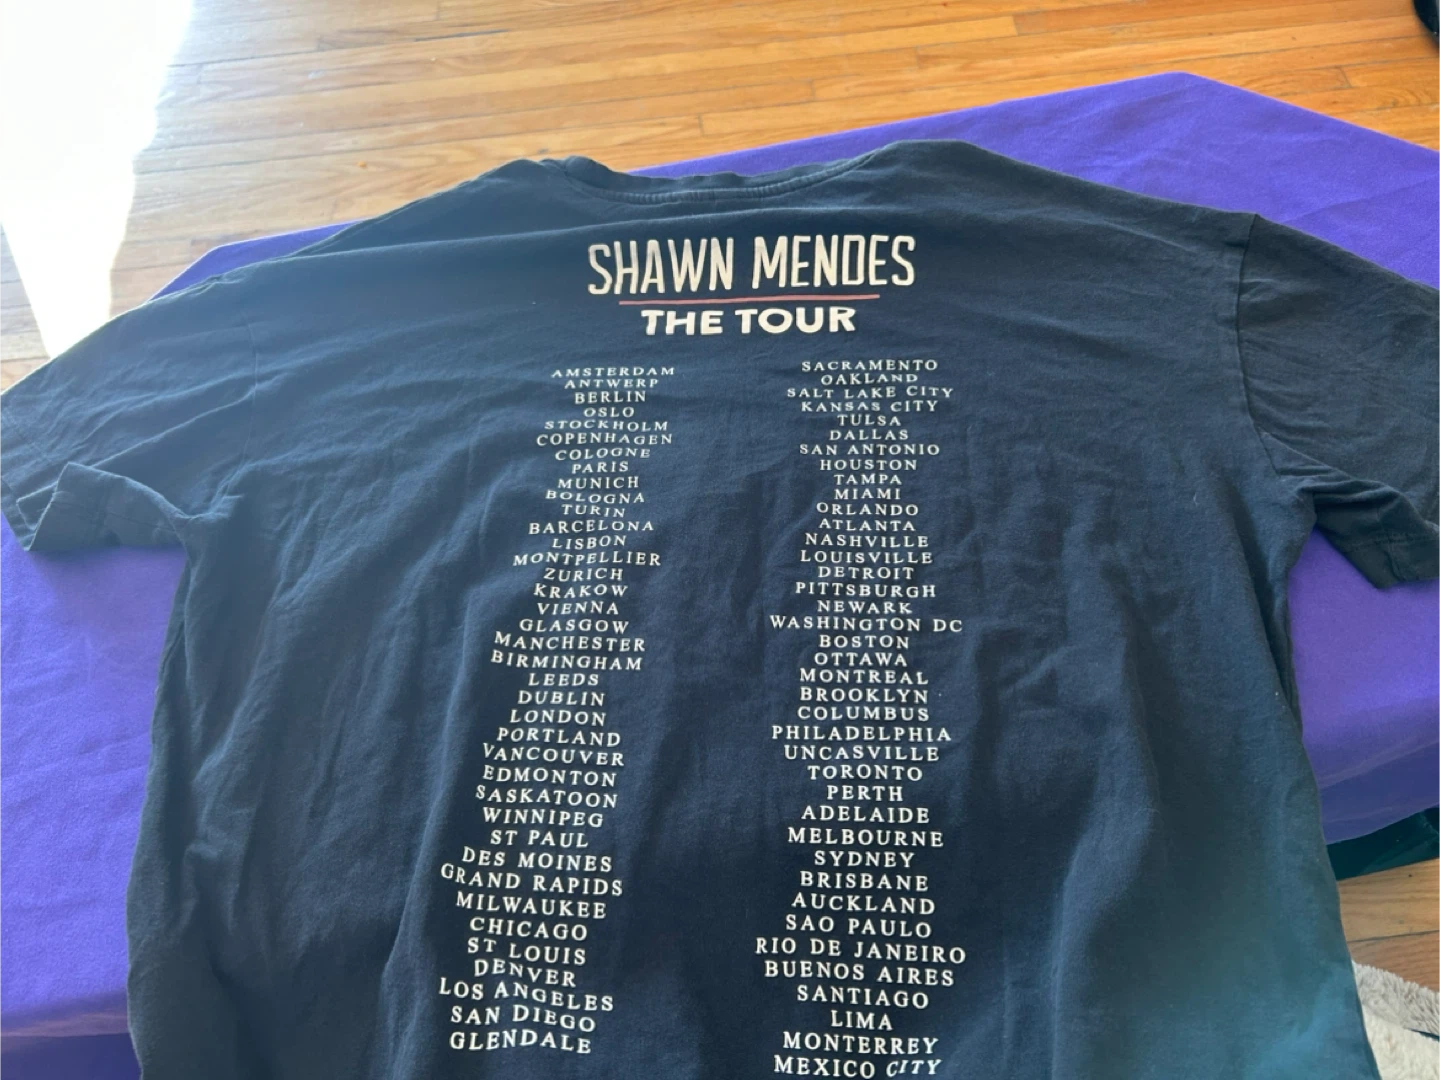 SHAWN MENDES
THE TOUR
AMSTERDAM
ANTWERP
BERLIN
OSLO
STOCKHOLM
COPENHAGEN
COLOGNE
PARIS
MUNICH
BOLOGNA
TURIN
BARCELONA
LISBON
MONTPELLIER
ZURICH
KRAKOW
VIENNA
GLASGOW
MANCHESTER
BIRMINGHAM
LEEDS
DUBLIN
LONDON
PORTLAND
VANCOUVER
EDMONTON
SASKATOON
WINNIPEG
ST PAUL
DES MOINES
GRAND RAPIDS
MILWAUKEE
CHICAGO
ST LOUIS
DENVER
LOS ANGELES
SAN DIEGO
GLENDALE
SACRAMENTO
OAKLAND
SALT LAKE CITY
KANSAS CITY
TULSA
DALLAS
SAN ANTONIO
HOUSTON
TAMPA
MIAMI
ORLANDO
ATLANTA
NASHVILLE
LOUISVILLE
DETROIT
PITTSBURGH
NEWARK
WASHINGTON DC
BOSTON
OTTAWA
MONTREAL
BROOKLYN
COLUMBUS
PHILADELPHIA
UNCASVILLE
TORONTO
PERTH
ADELAIDE
MELBOURNE
SYDNEY
BRISBANE
AUCKLAND
SAO PAULO
RIO DE JANEIRO
BUENOS AIRES
SANTIAGO
LIMA
MONTERREY
MEXICO CITY